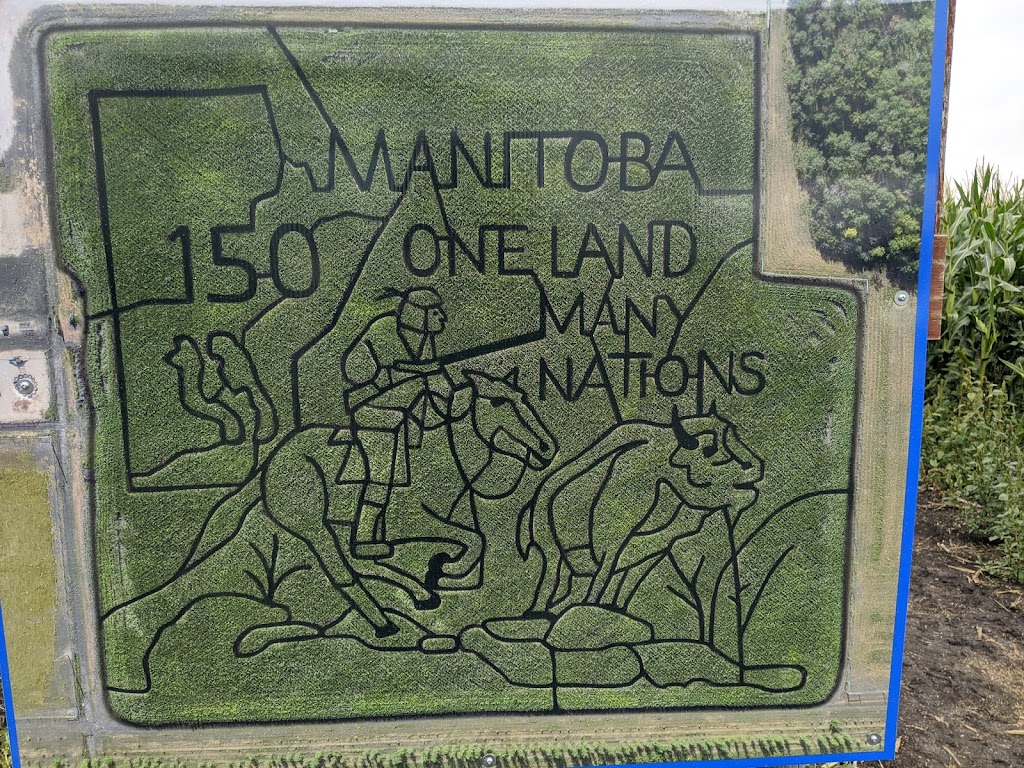 MANITOBA
150
ONE LAND
MANY
NATIONS